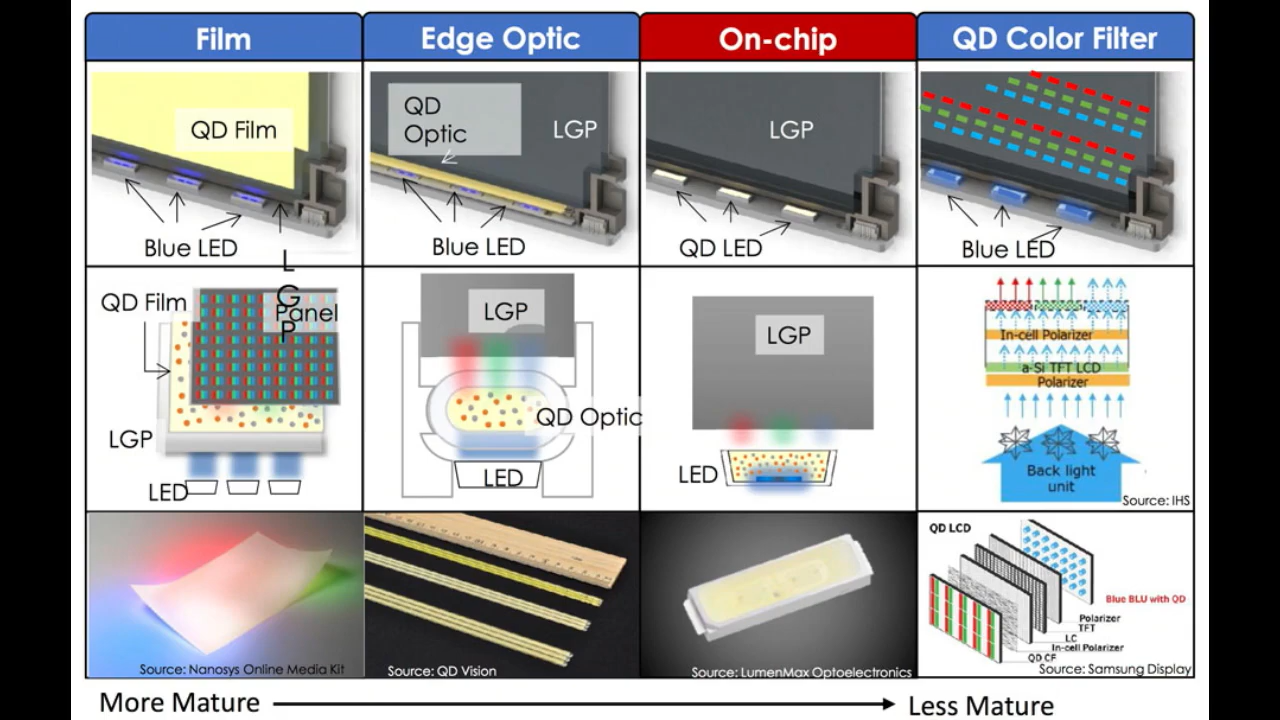 Film
Edge Optic
On-chip
QD Color Filter
QD Film
Blue LED
QD
Optic
LGP
Blue LED
LGP
QD LED
Blue LED
QD Film
L
G
P
Panel
LGP
LED
LGP
QD Optic
LED
LGP
LED
In-cell Polarizer
a-Si TFT LCD
Polarizer
Back light
unit
Source: IHS
Source: Nanosys Online Media Kit
Source: QD Vision
Source: LumenMax Optoelectronics
QD LCD
Blue BLU with QD
Polarizer
TFT
LC
In-cell Polarizer
QD CF
Source: Samsung Display
More Mature
Less Mature